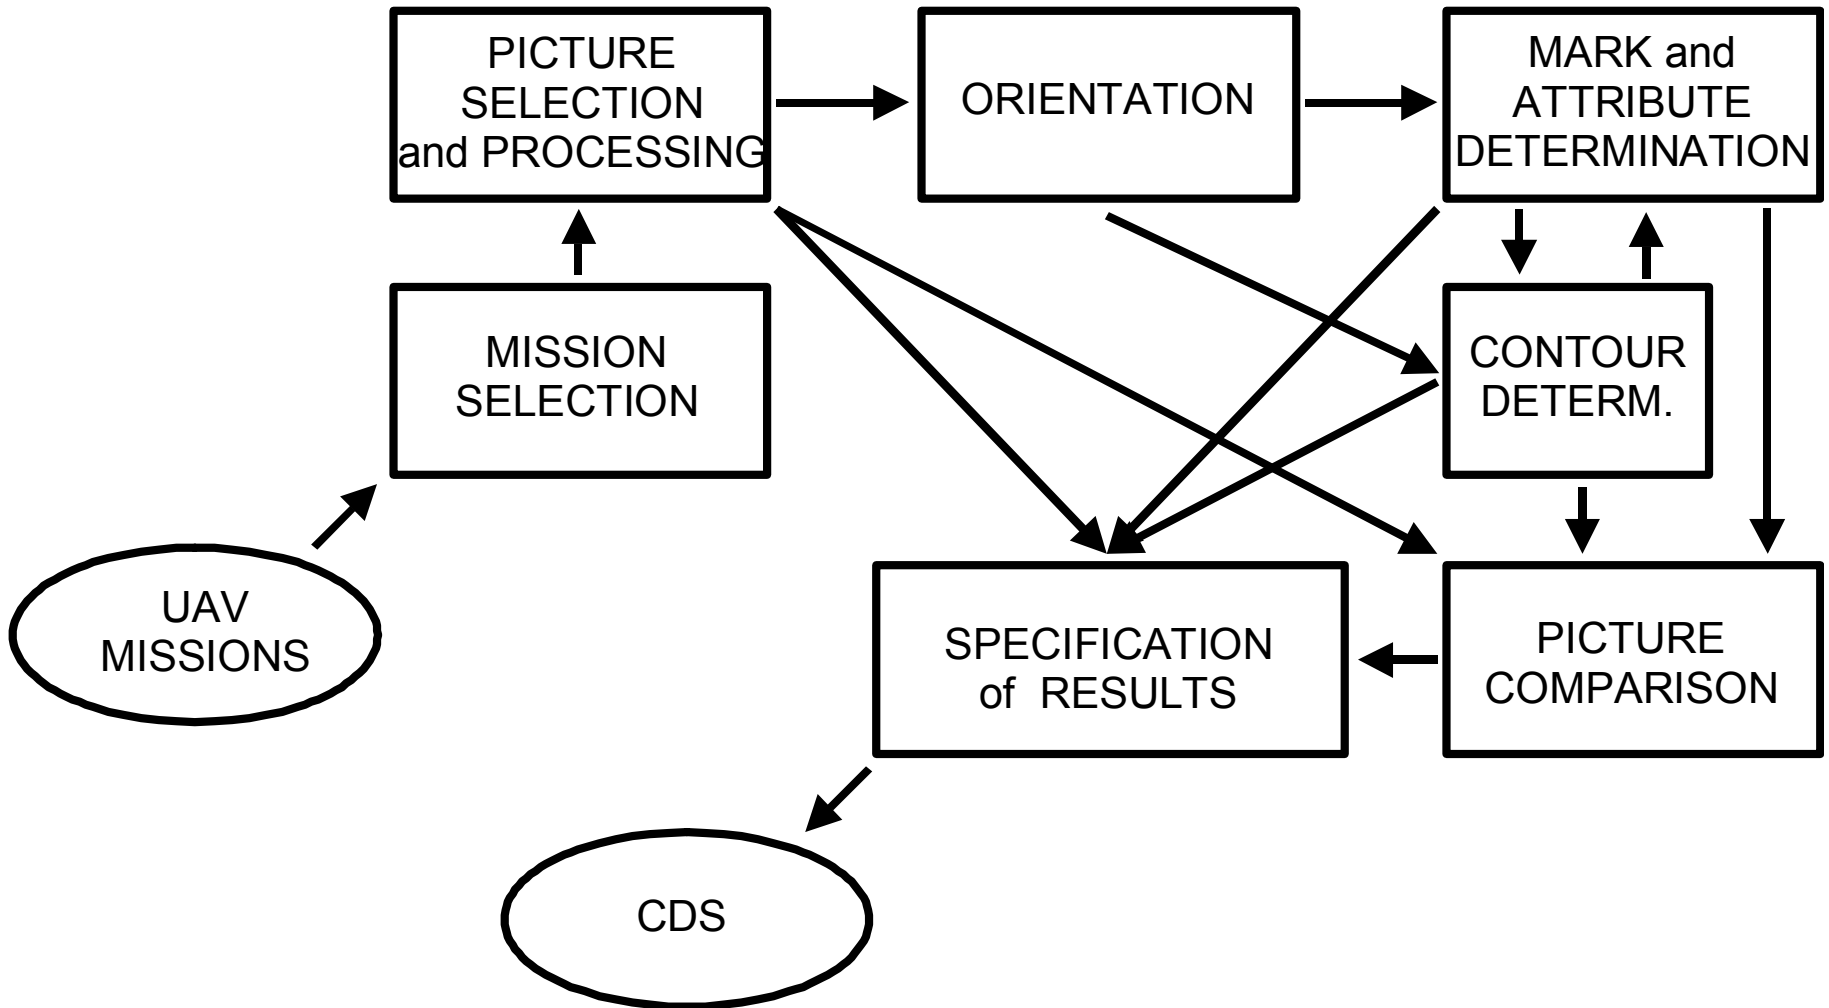 PICTURE
SELECTION
and PROCESSING
ORIENTATION
MARK and
ATTRIBUTE
DETERMINATION
MISSION
SELECTION
CONTOUR
DETERM.
UAV
MISSIONS
SPECIFICATION
of RESULTS
PICTURE
COMPARISON
CDS